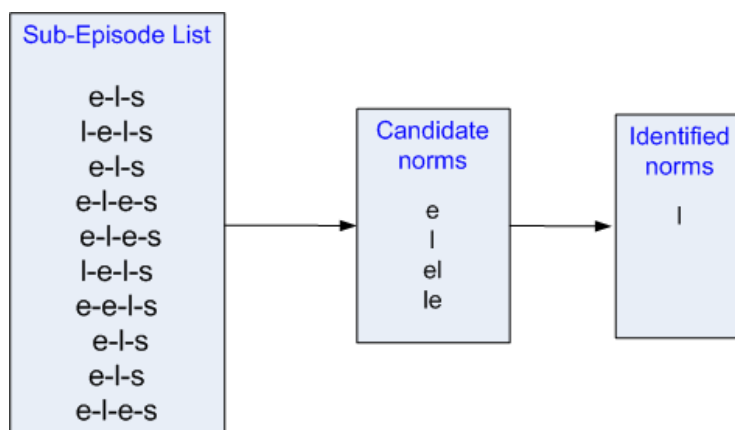 Sub-Episode List
e-l-s
l-e-l-s
e-l-s
e-l-e-s
e-l-e-s
l-e-l-s
e-e-l-s
e-l-s
e-l-s
e-l-e-s
Candidate
norms
e
l
el
le
Identified
norms
l